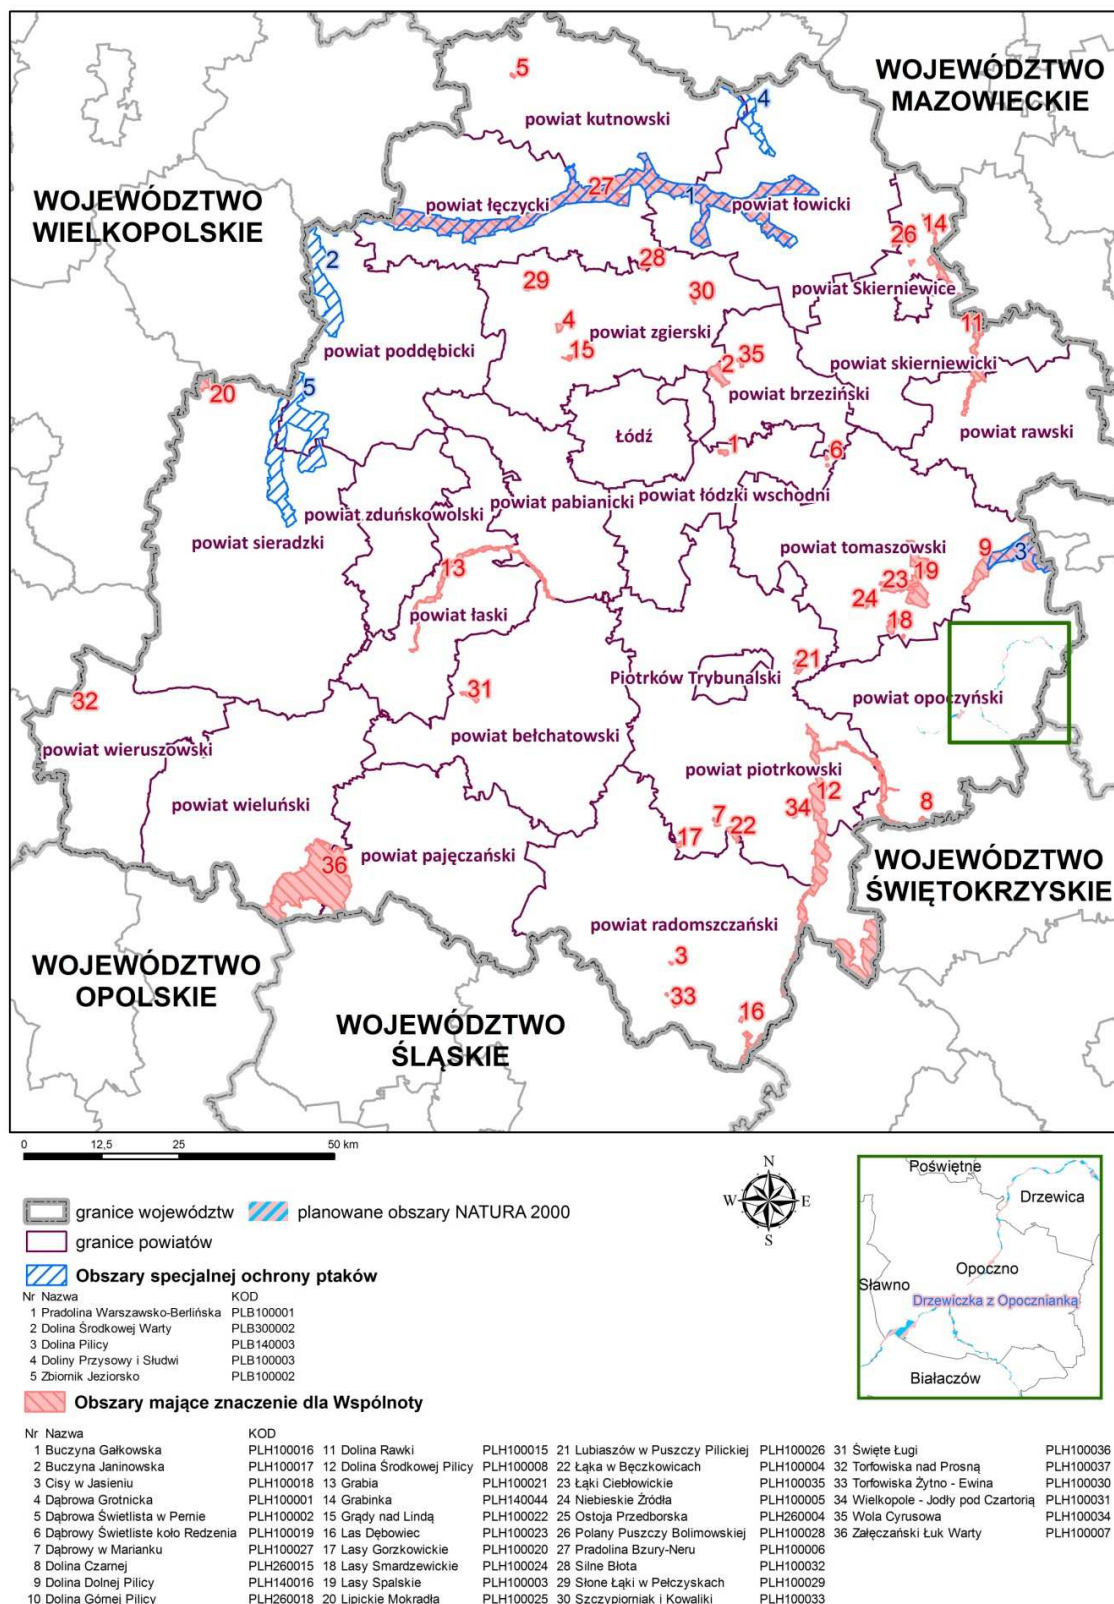 5
WOJEWÓDZTWO
MAZOWIECKIE
4
powiat kutnowski
27
1
WOJEWÓDZTWO
WIELKOPOLSKIE
powiat łęczycki
powiat łowicki
14
26
2
28
29
30
powiat Skierniewice
11
4
powiat zgierski
15
powiat poddębicki
2
35
powiat skierniewicki
20
5
powiat brzeziński
Łódź
powiat rawski
1
6
powiat pabianicki
powiat łódzki wschodni
powiat zduńskowolski
powiat sieradzki
powiat tomaszowski
9
3
13
23
19
24
powiat łaski
18
21
Piotrków Trybunalski
31
powiat opoczyński
32
powiat wieruszowski
powiat bełchatowski
powiat piotrkowski
12
powiat wieluński
34
8
7
22
17
powiat pajęczański
36
WOJEWÓDZTWO
ŚWIĘTOKRZYSKIE
powiat radomszczański
3
WOJEWÓDZTWO
OPOLSKIE
33
16
WOJEWÓDZTWO
ŚLĄSKIE
0 12,5 25 50 km
N
W E
S
granice województw planowane obszary NATURA 2000
granice powiatów
Obszary specjalnej ochrony ptaków
Nr Nazwa KOD
1 Pradolina Warszawsko-Berlińska PLB100001
2 Dolina Środkowej Warty PLB300002
3 Dolina Pilicy PLB140003
4 Doliny Przysowy i Słudwi PLB100003
5 Zbiornik Jeziorsko PLB100002
Poświętne
Drzewica
Opoczno
Sławno
Drzewiczka z Opocznianką
Białaczów
Obszary mające znaczenie dla Wspólnoty
Nr Nazwa KOD
1 Buczyna Gałkowska PLH100016 11 Dolina Rawki PLH100015 21 Lubiaszów w Puszczy Pilickiej PLH100026 31 Święte Ługi PLH100036
2 Buczyna Janinowska PLH100017 12 Dolina Środkowej Pilicy PLH100008 22 Łąka w Bęczkowicach PLH100004 32 Torfowiska nad Prosną PLH100037
3 Cisy w Jasieniu PLH100018 13 Grabia PLH100021 23 Łąki Ciebłowickie PLH100035 33 Torfowiska Żytno - Ewina PLH100030
4 Dąbrowa Grotnicka PLH100001 14 Grabinka PLH140044 24 Niebieskie Źródła PLH100005 34 Wielkopole - Jodły pod Czartorią PLH100031
5 Dąbrowa Świetlista w Pernie PLH100002 15 Grądy nad Lindą PLH100022 25 Ostoja Przedborska PLH260004 35 Wola Cyrusowa PLH100034
6 Dąbrowy Świetliste koło Redzenia PLH100019 16 Las Dębowiec PLH100023 26 Polany Puszczy Bolimowskiej PLH100028 36 Załęczański Łuk Warty PLH100007
7 Dąbrowy w Marianku PLH100027 17 Lasy Gorzkowickie PLH100020 27 Pradolina Bzury-Neru PLH100006
8 Dolina Czarnej PLH260015 18 Lasy Smardzewickie PLH100024 28 Silne Błota PLH100032
9 Dolina Dolnej Pilicy PLH140016 19 Lasy Spalskie PLH100003 29 Słone Łąki w Pełczyskach PLH100029
10 Dolina Górnej Pilicy PLH260018 20 Lipickie Mokradła PLH100025 30 Szczypiorniak i Kowaliki PLH100033